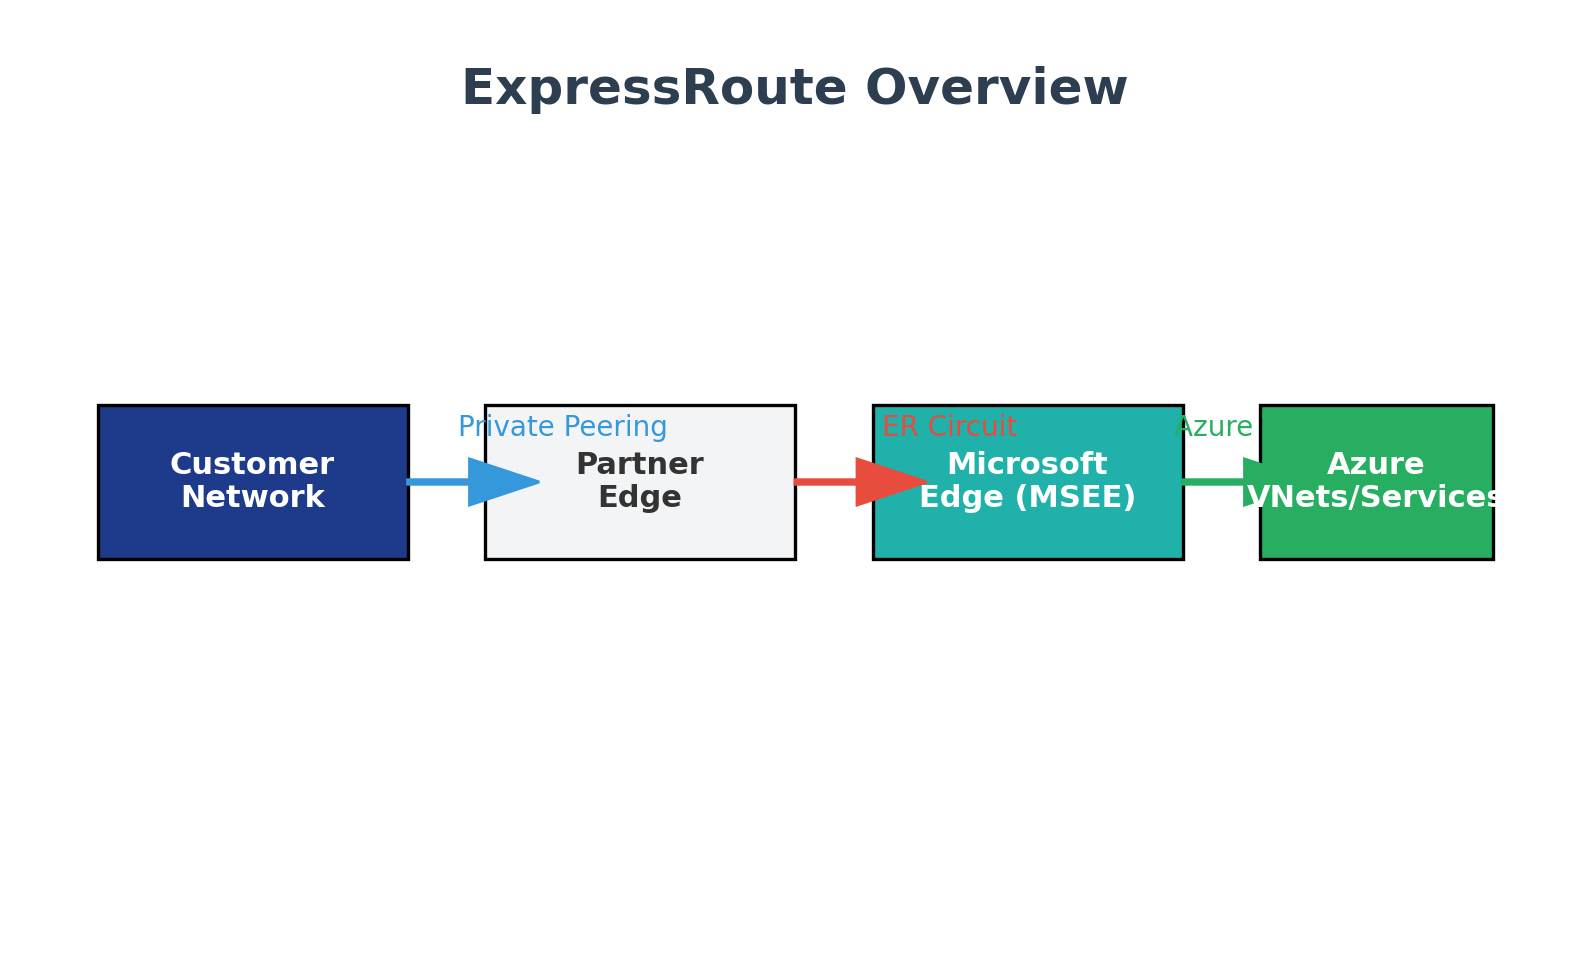 ExpressRoute Overview
Private Peering
ER Circuit
Azure
Customer
Network
Partner
Edge
Microsoft
Edge (MSEE)
Azure
VNets/Services